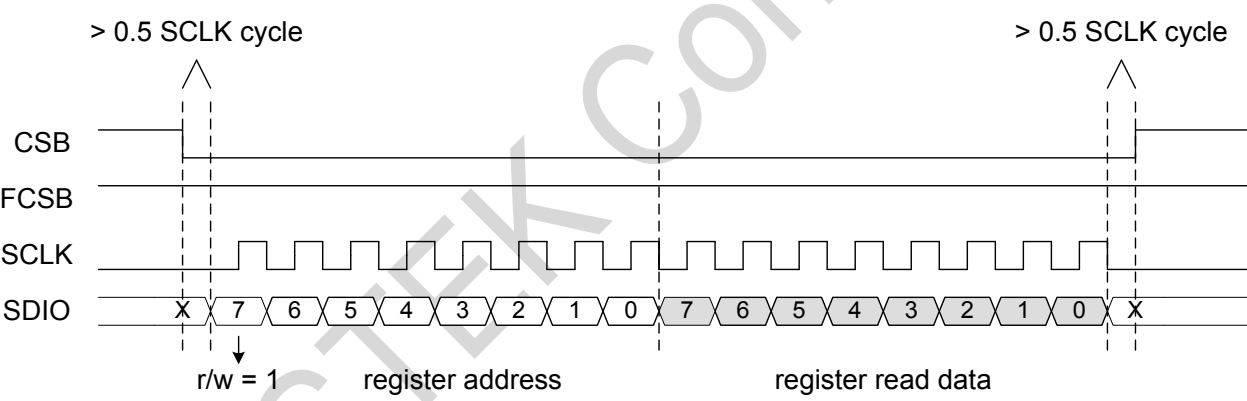 > 0.5 SCLK cycle > 0.5 SCLK cycle
CSB
FCSB
SCLK
SDIO X 7 6 5 4 3 2 1 0 7 6 5 4 3 2 1 0 X
r/w = 1 register address register read data